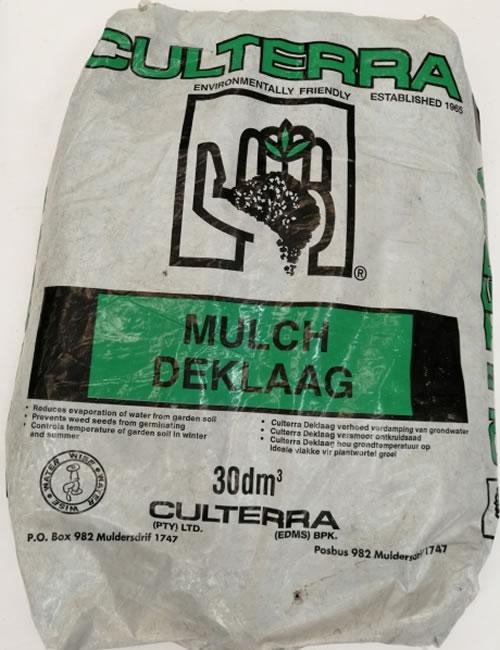 CULTERRA
ENVIRONMENTALLY FRIENDLY
ESTABLISHED 1965
®
MULCH
DEKLAAG
• Reduces evaporation of water from garden soil
• Prevents weed seeds from germinating
• Controls temperature of garden soil in winter
and summer
• Culterra Deklaag verhoed verdamping van grondwater
• Culterra Deklaag versmoor ontkruidsaad
• Culterra Deklaag hou grondtemperatuur op
ideale vlakke vir plantwortel groei
WATER WISE • WATER WISE •
30dm³
CULTERRA
(PTY) LTD.
(EDMS) BPK.
P.O. Box 982 Muldersdrif 1747
Posbus 982 Muldersdrif 1747